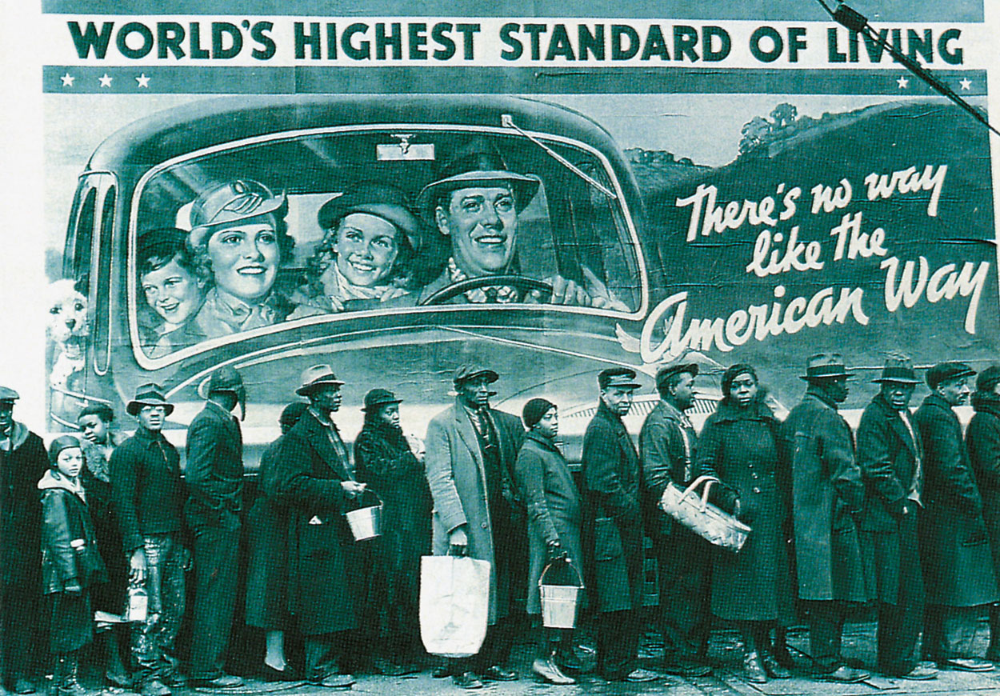 WORLD'S HIGHEST STANDARD OF LIVING
There's no way
like the
American Way